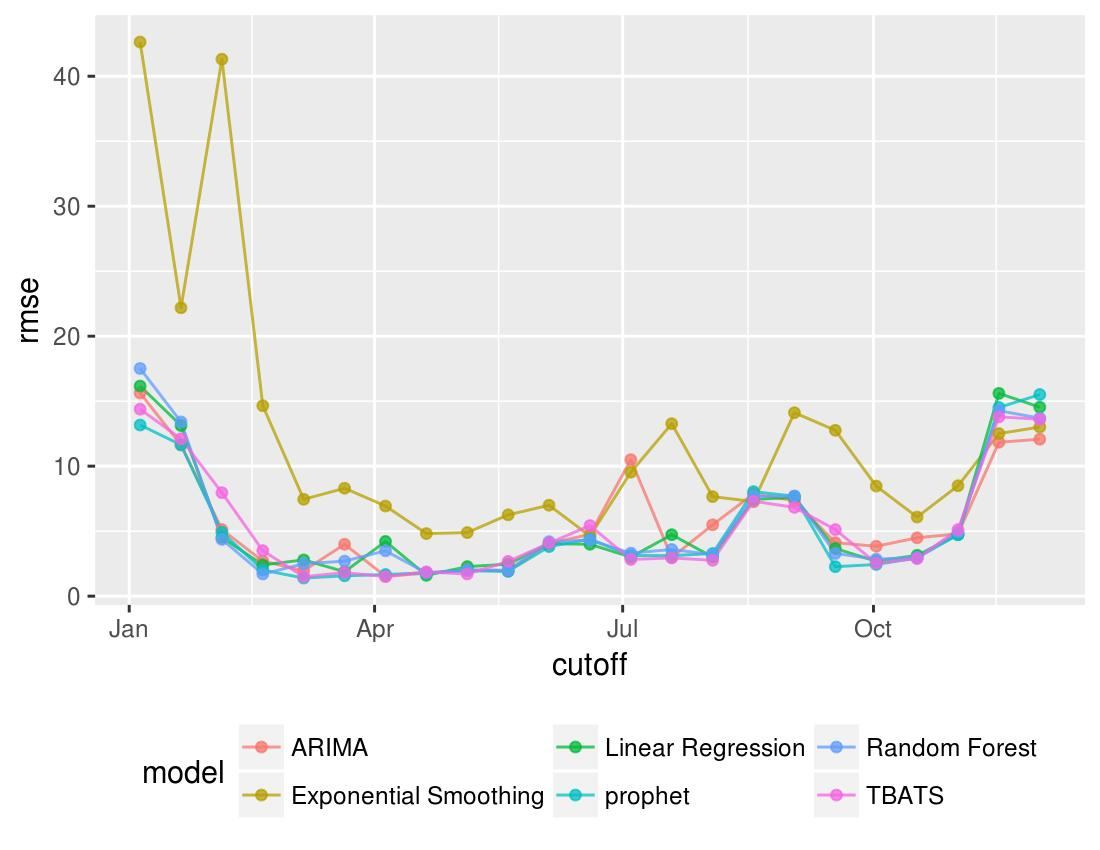 40
30
20
10
0
rmse
Jan Apr Jul Oct
cutoff
model
ARIMA Linear Regression Random Forest
Exponential Smoothing prophet TBATS